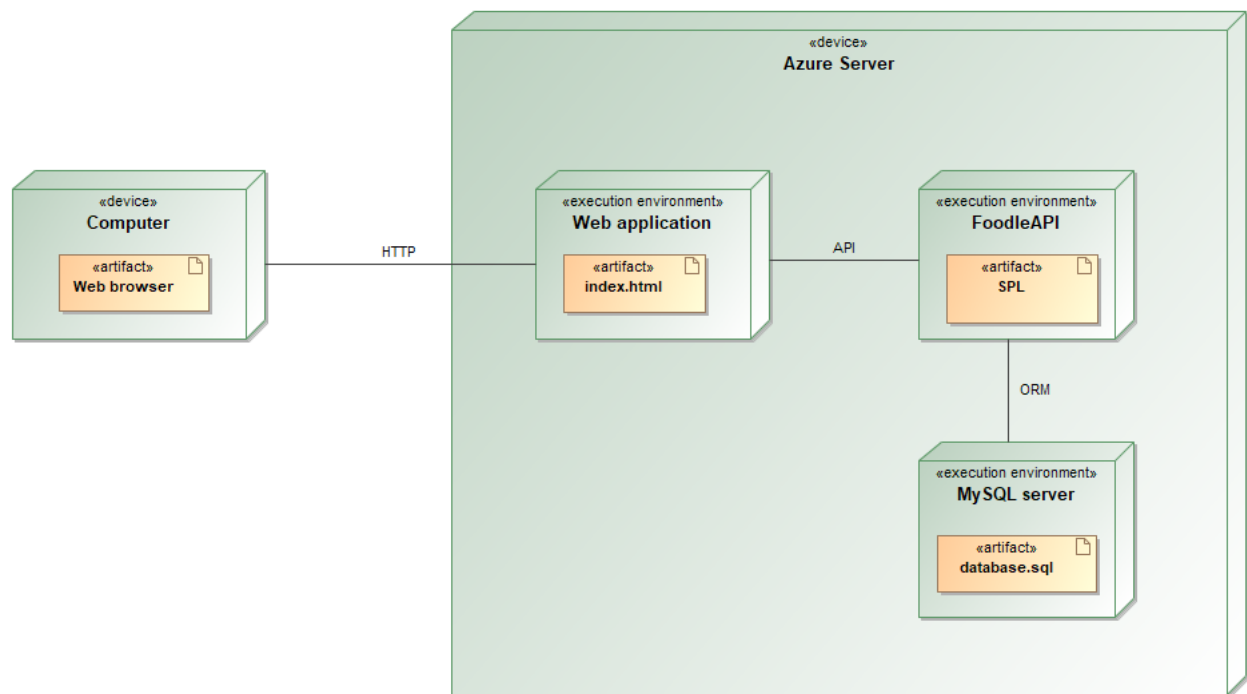 «device»
Azure Server
«device»
Computer
«artifact»
Web browser
HTTP
«execution environment»
Web application
«artifact»
index.html
API
«execution environment»
FoodleAPI
«artifact»
SPL
ORM
«execution environment»
MySQL server
«artifact»
database.sql